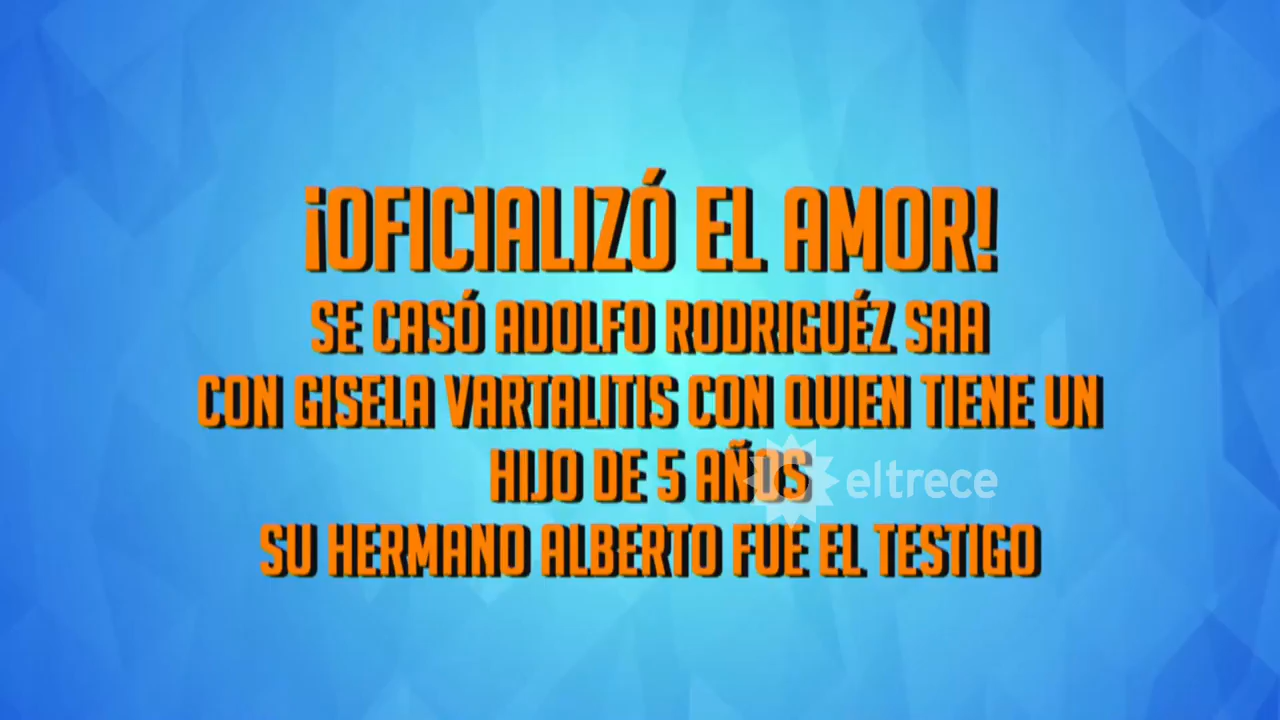 ¡OFICIALIZÓ EL AMOR!
SE CASÓ ADOLFO RODRIGUÉZ SAA
CON GISELA VARTALITIS CON QUIEN TIENE UN
HIJO DE 5 AÑOS
eltrece
SU HERMANO ALBERTO FUE EL TESTIGO